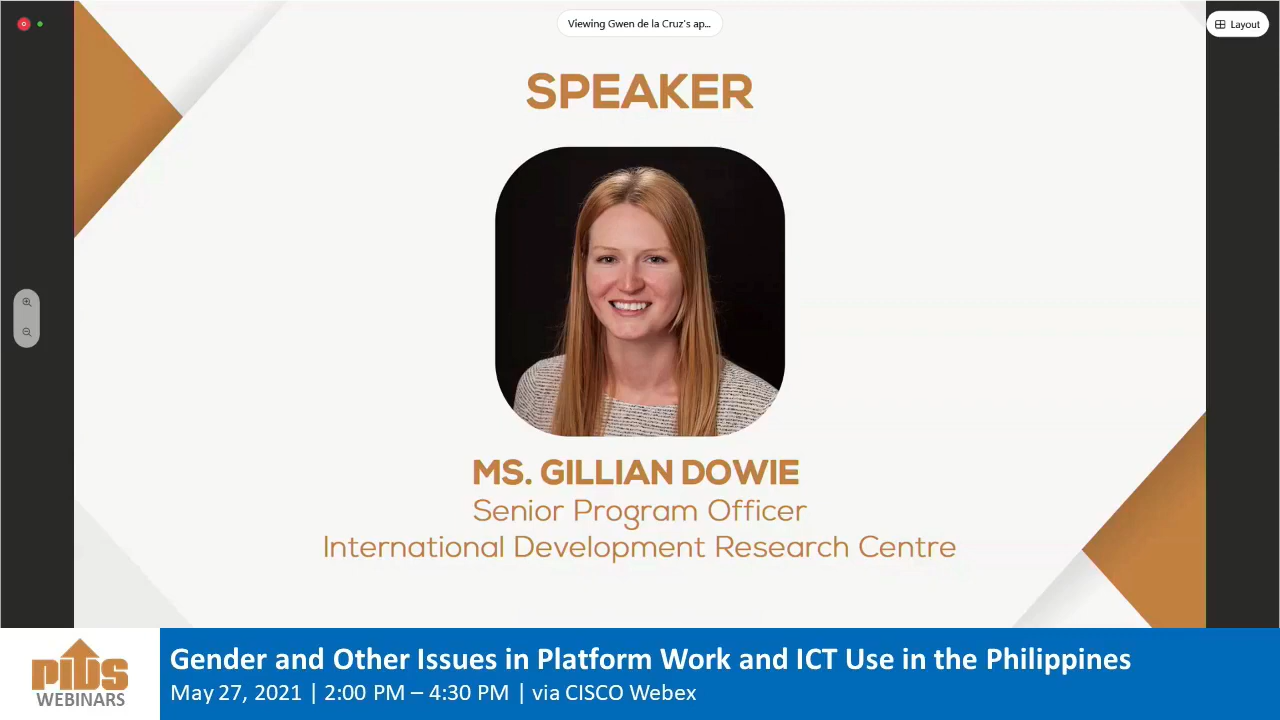 Viewing Gwen de la Cruz's ap...
Layout
SPEAKER
MS. GILLIAN DOWIE
Senior Program Officer
International Development Research Centre
PIDS
WEBINARS
Gender and Other Issues in Platform Work and ICT Use in the Philippines
May 27, 2021 | 2:00 PM – 4:30 PM | via CISCO Webex